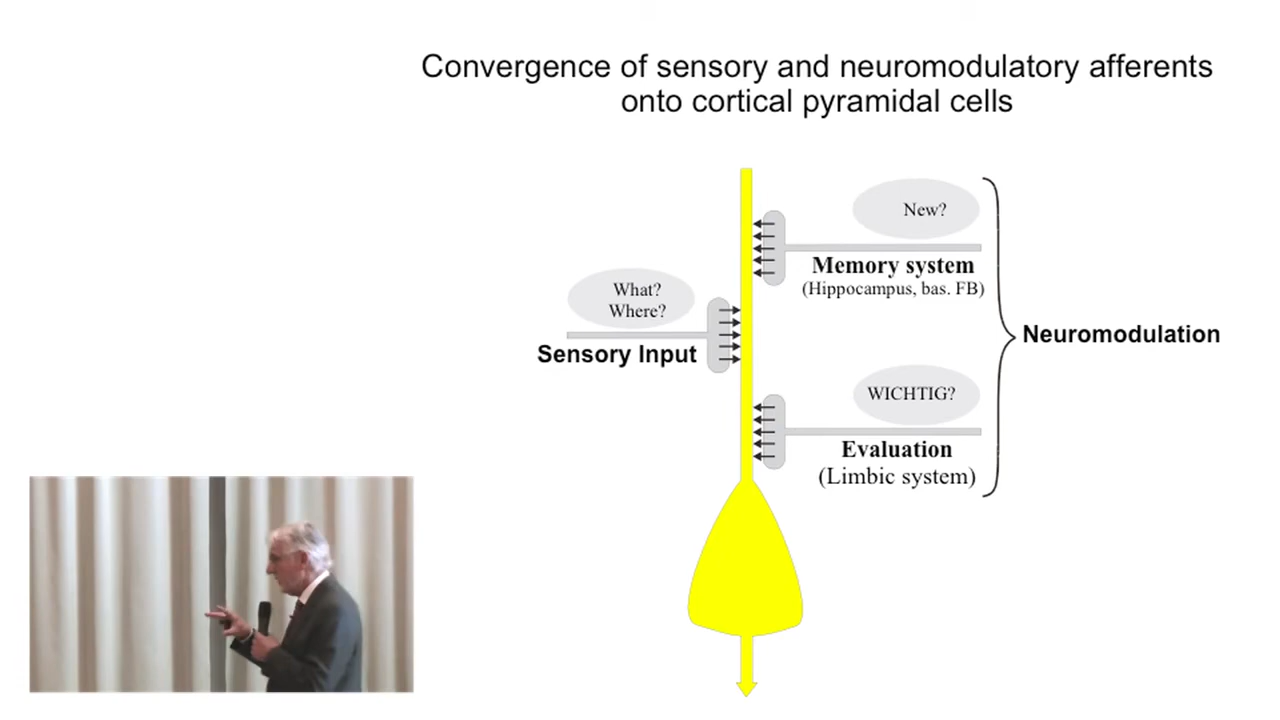 Convergence of sensory and neuromodulatory afferents
onto cortical pyramidal cells
New?
Memory system
(Hippocampus, bas. FB)
What?
Where?
Sensory Input
Neuromodulation
WICHTIG?
Evaluation
(Limbic system)